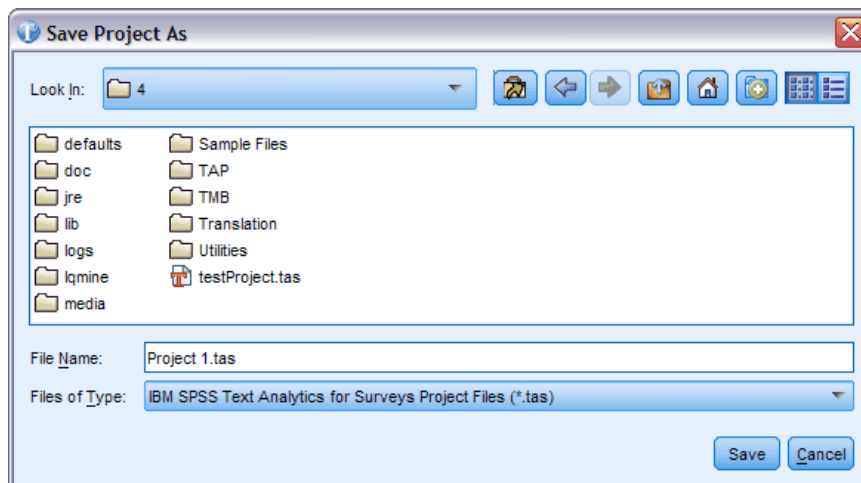 Save Project As
Look In: 4
defaults
doc
jre
lib
logs
lqmine
media
Sample Files
TAP
TMB
Translation
Utilities
testProject.tas
File Name: Project 1.tas
Files of Type: IBM SPSS Text Analytics for Surveys Project Files (*.tas)
Save Cancel